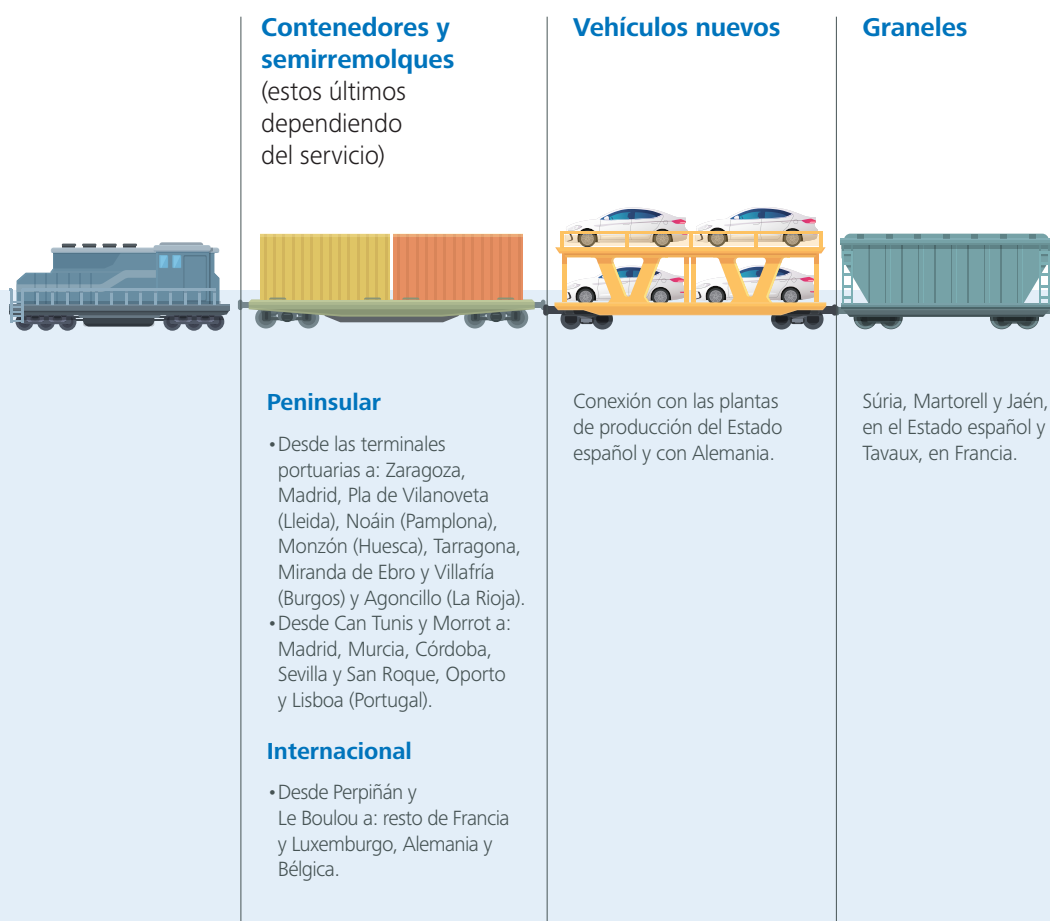 Contenedores y
semirremolques
(estos últimos
dependiendo
del servicio)
Peninsular
•Desde las terminales
portuarias a: Zaragoza,
Madrid, Pla de Vilanoveta
(Lleida), Noáin (Pamplona),
Monzón (Huesca), Tarragona,
Miranda de Ebro y Villafría
(Burgos) y Agoncillo (La Rioja).
•Desde Can Tunis y Morrot a:
Madrid, Murcia, Córdoba,
Sevilla y San Roque, Oporto
y Lisboa (Portugal).
Internacional
•Desde Perpiñán y
Le Boulou a: resto de Francia
y Luxemburgo, Alemania y
Bélgica.
Vehículos nuevos
Conexión con las plantas
de producción del Estado
español y con Alemania.
Graneles
Súria, Martorell y Jaén,
en el Estado español y
Tavaux, en Francia.